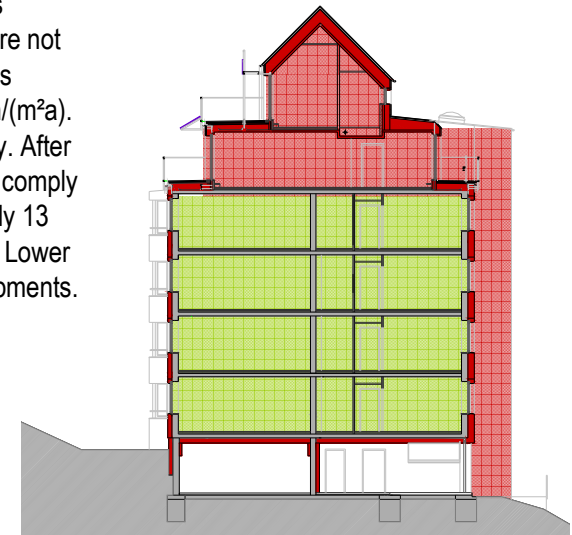 re not
s
/(m²a).
y. After
comply
ly 13
Lower
oments.